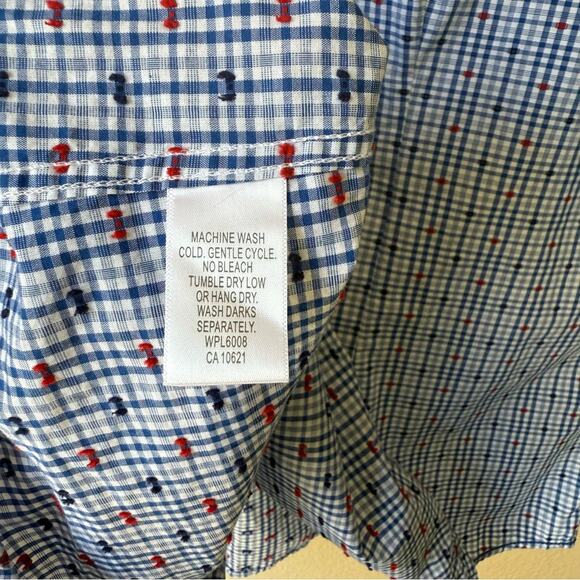 MACHINE WASH
COLD. GENTLE CYCLE.
NO BLEACH
TUMBLE DRY LOW
OR HANG DRY.
WASH DARKS
SEPARATELY.
WPL6008
CA 10621